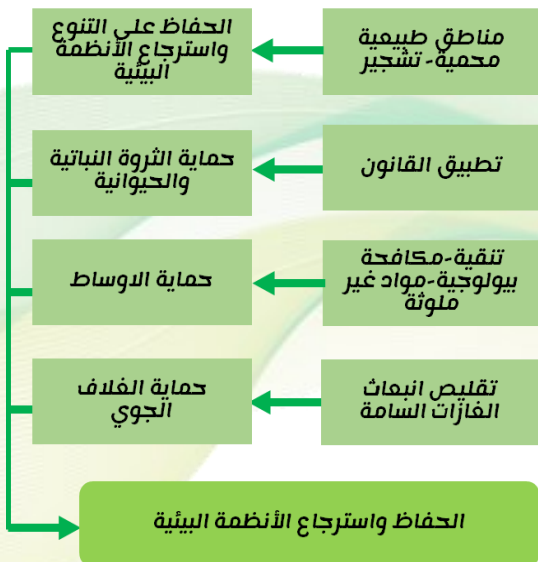 مناطق طبيعية
محمية- تشجير
الحفاظ على التنوع
واسترجاع الأنظمة
البيئية
تطبيق القانون
حماية الثروة النباتية
والحيوانية
تنقية-مكافحة
بيولوجية-مواد غير
ملوثة
حماية الاوساط
تقليص انبعاث
الغازات السامة
حماية الغلاف
الجوي
الحفاظ واسترجاع الأنظمة البيئية